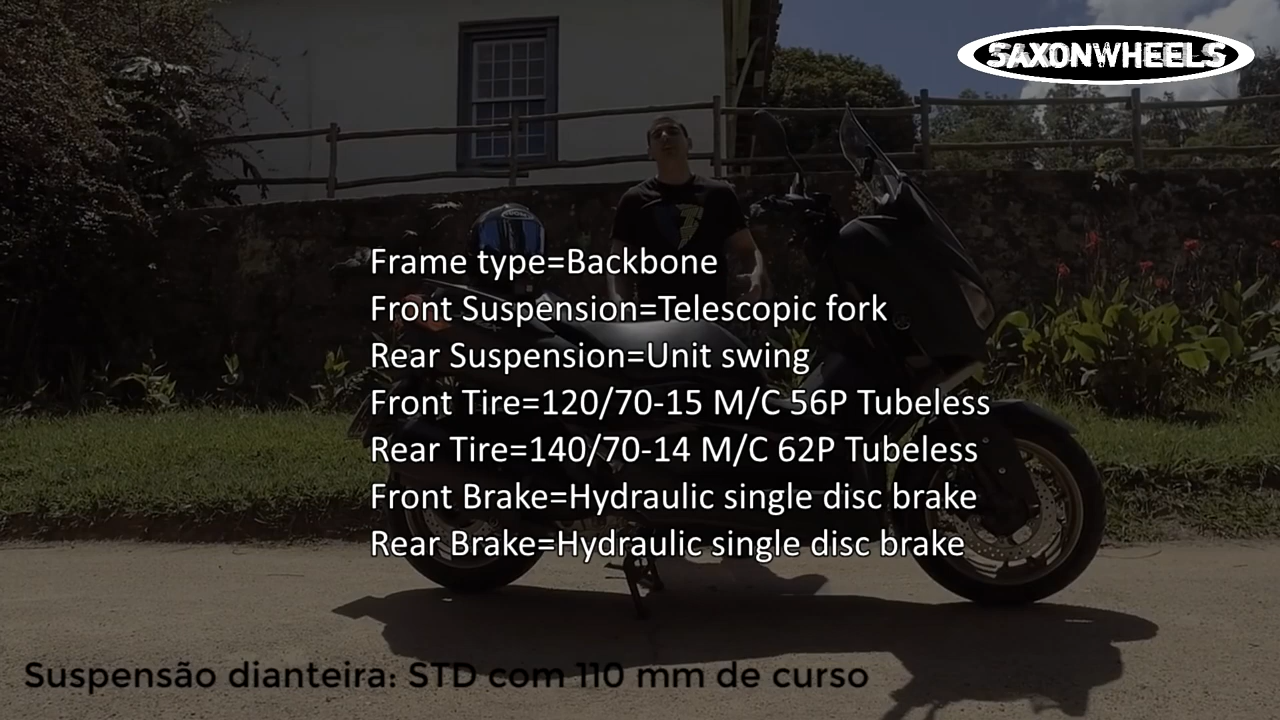 SAXONWHEELS
Frame type=Backbone
Front Suspension=Telescopic fork
Rear Suspension=Unit swing
Front Tire=120/70-15 M/C 56P Tubeless
Rear Tire=140/70-14 M/C 62P Tubeless
Front Brake=Hydraulic single disc brake
Rear Brake=Hydraulic single disc brake
Suspensão dianteira: STD com 110 mm de curso